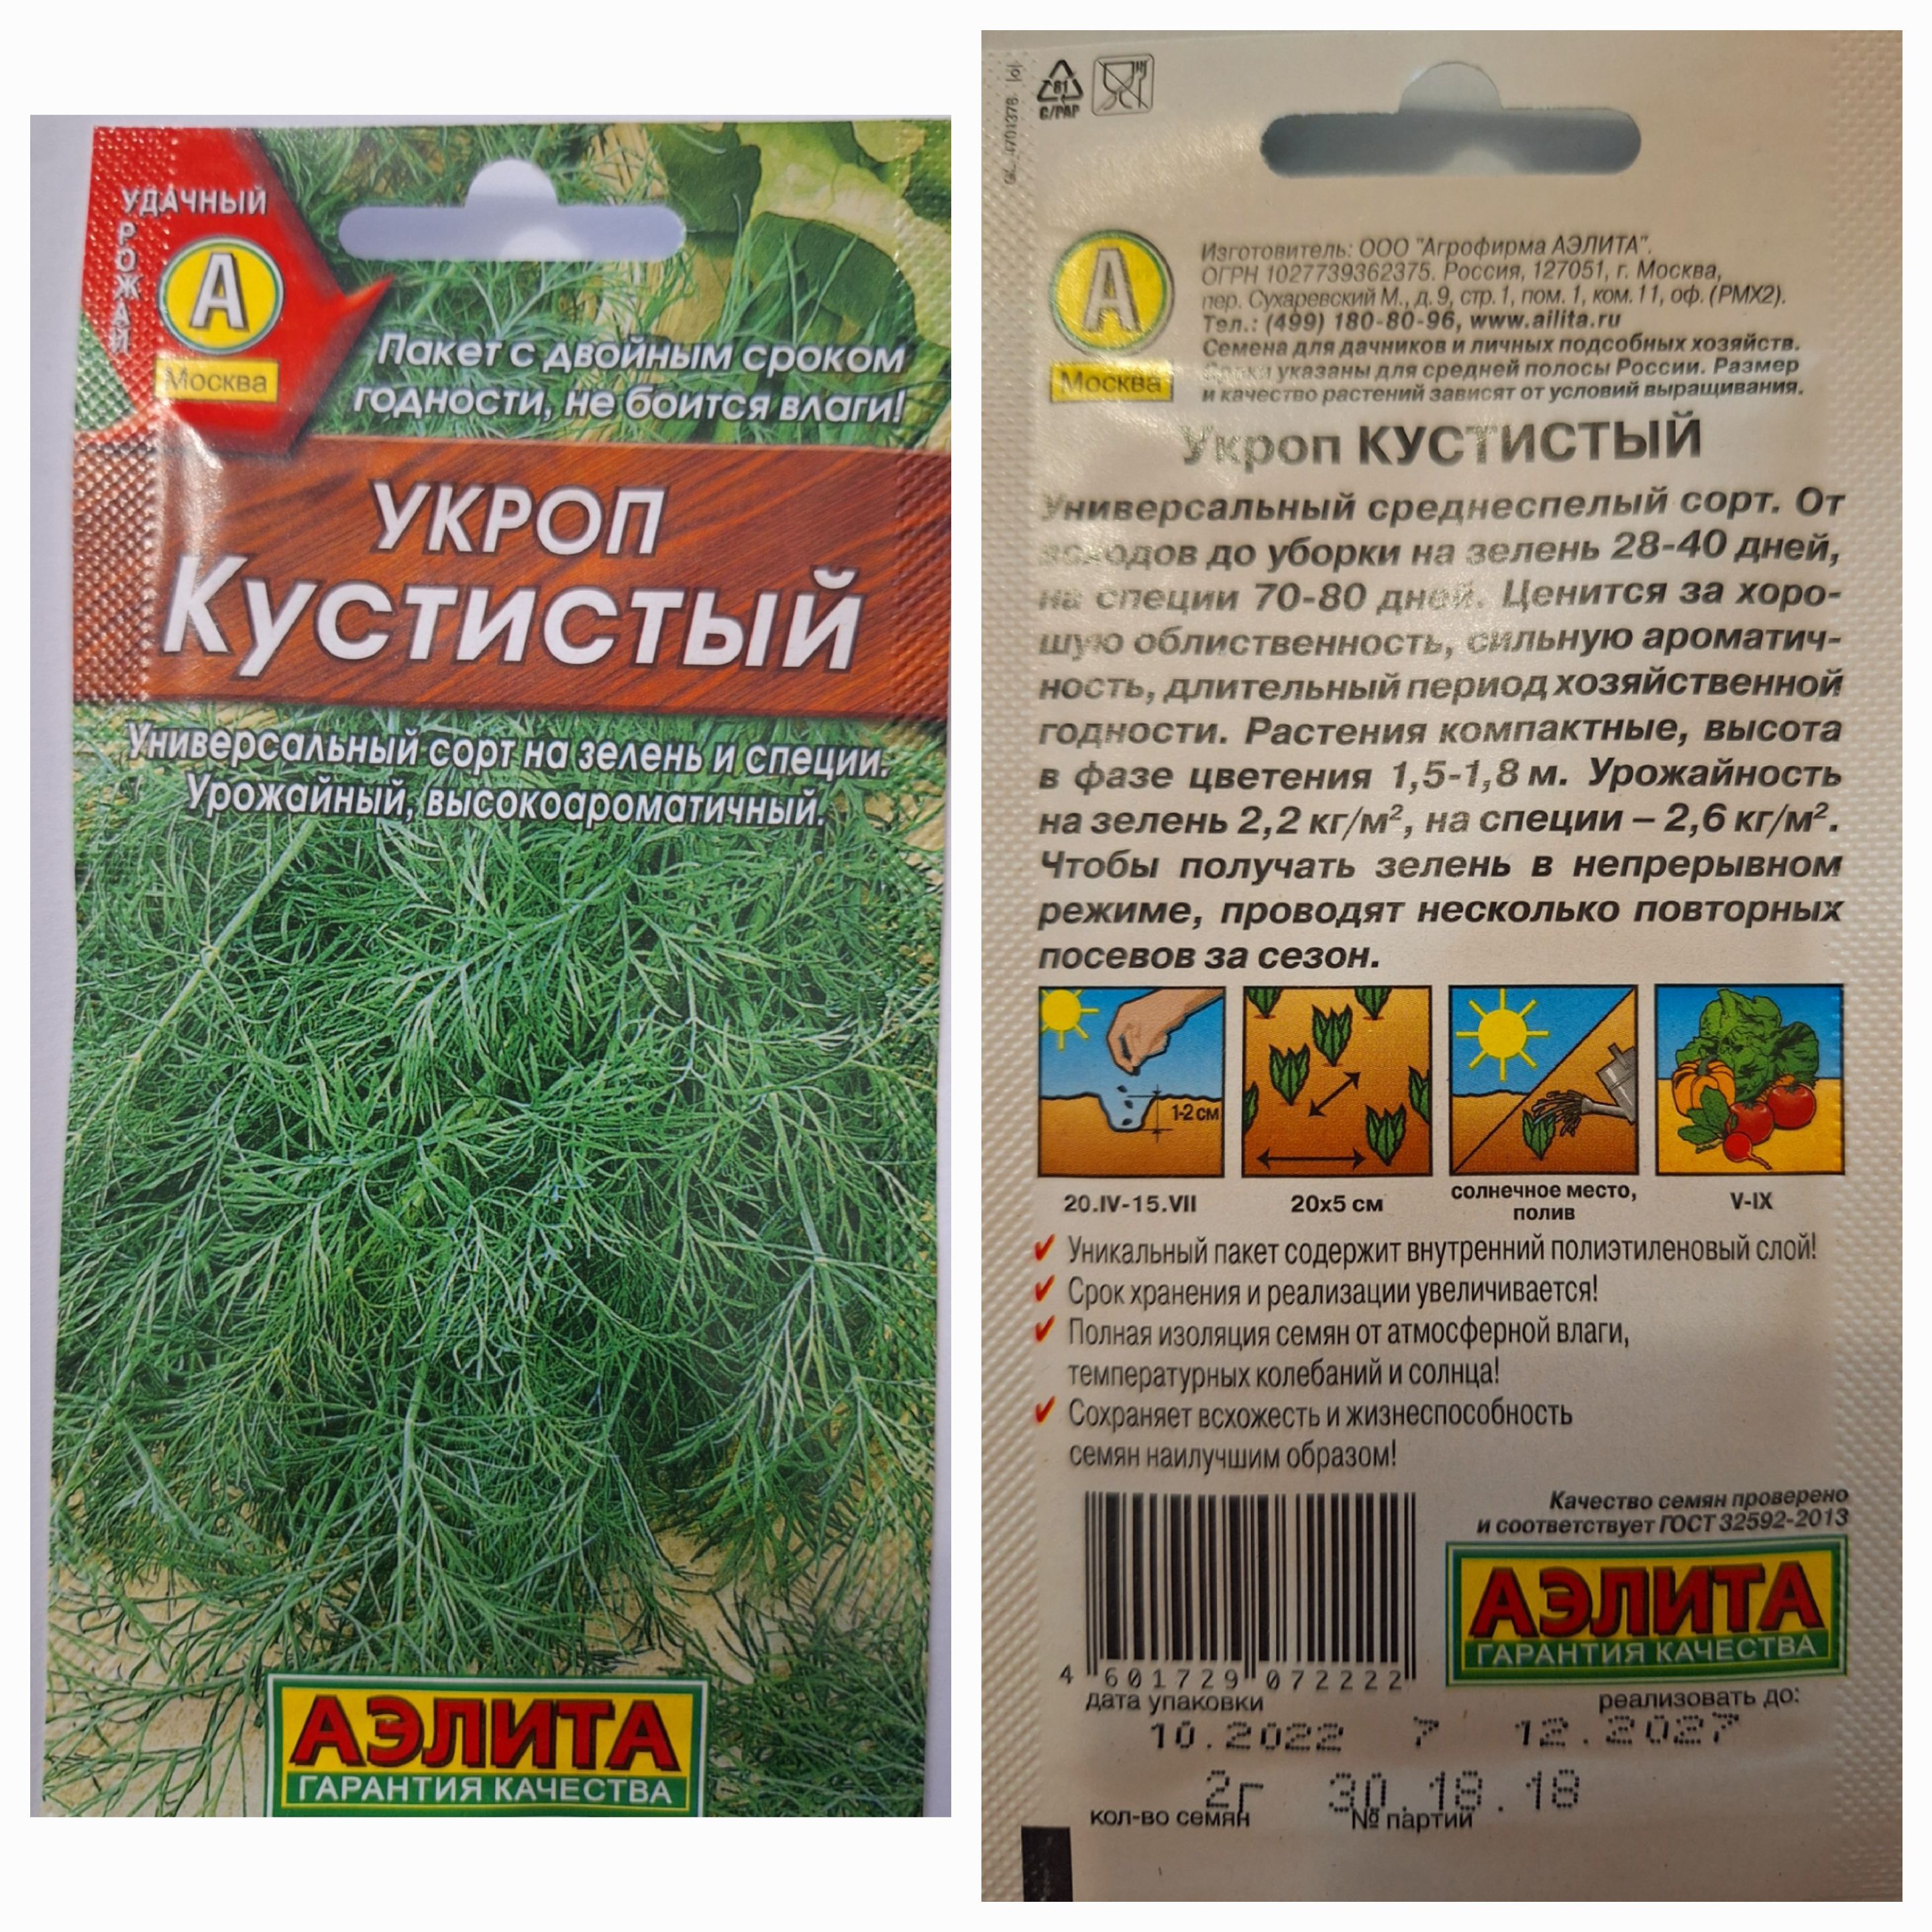 УДАЧНЫЙ
УРОЖАЙ
А
Москва
Пакет с двойным сроком
годности, не боится влаги!
УКРОП
Кустистый
Универсальный сорт на зелень и специи.
Урожайный, высокоароматичный.
АЭЛИТА
ГАРАНТИЯ КАЧЕСТВА
81
C/PAP
А
Москва
Изготовитель: ООО "Агрофирма АЭЛИТА".
ОГРН 1027739362375. Россия, 127051, г. Москва,
пер. Сухаревский М., д. 9, стр. 1, пом. 1, ком. 11, оф. (РМХ2).
Тел.: (499) 180-80-96, www.ailita.ru
Семена для дачников и личных подсобных хозяйств.
Сроки указаны для средней полосы России. Размер
и качество растений зависят от условий выращивания.
Укроп КУСТИСТЫЙ
Универсальный среднеспелый сорт. От
всходов до уборки на зелень 28-40 дней,
на специи 70-80 дней. Ценится за хоро-
шую облиственность, сильную ароматич-
ность, длительный период хозяйственной
годности. Растения компактные, высота
в фазе цветения 1,5-1,8 м. Урожайность
на зелень 2,2 кг/м², на специи – 2,6 кг/м².
Чтобы получать зелень в непрерывном
режиме, проводят несколько повторных
посевов за сезон.
1-2 см
20.IV-15.VII
20х5 см
солнечное место,
полив
V-IX
Уникальный пакет содержит внутренний полиэтиленовый слой!
Срок хранения и реализации увеличивается!
Полная изоляция семян от атмосферной влаги,
температурных колебаний и солнца!
Сохраняет всхожесть и жизнеспособность
семян наилучшим образом!
Качество семян проверено
и соответствует ГОСТ 32592-2013
АЭЛИТА
ГАРАНТИЯ КАЧЕСТВА
4 601729 072222
дата упаковки реализовать до:
10.2022 7 12.2027
2г 30.18.18
кол-во семян № партии